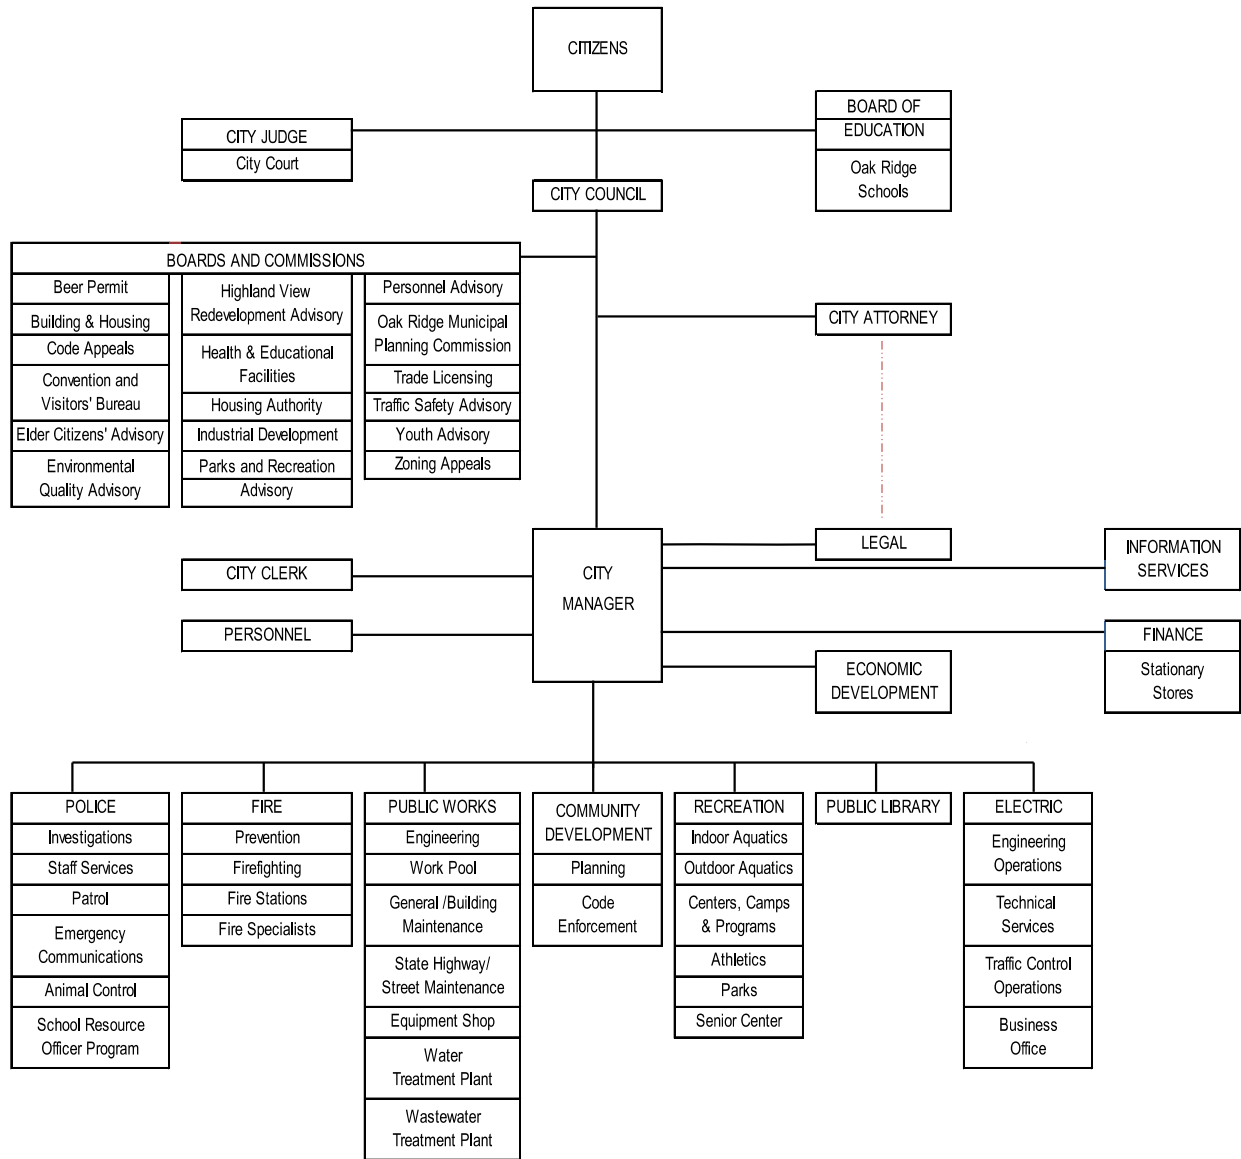 CITIZENS
CITY JUDGE
City Court
BOARD OF
EDUCATION
Oak Ridge
Schools
CITY COUNCIL
BOARDS AND COMMISSIONS
Beer Permit
Building & Housing
Code Appeals
Convention and
Visitors' Bureau
Elder Citizens' Advisory
Environmental
Quality Advisory
Highland View
Redevelopment Advisory
Health & Educational
Facilities
Housing Authority
Industrial Development
Parks and Recreation
Advisory
Personnel Advisory
Oak Ridge Municipal
Planning Commission
Trade Licensing
Traffic Safety Advisory
Youth Advisory
Zoning Appeals
CITY ATTORNEY
LEGAL
INFORMATION
SERVICES
CITY CLERK
CITY
MANAGER
PERSONNEL
FINANCE
Stationary
Stores
ECONOMIC
DEVELOPMENT
POLICE
Investigations
Staff Services
Patrol
Emergency
Communications
Animal Control
School Resource
Officer Program
FIRE
Prevention
Firefighting
Fire Stations
Fire Specialists
PUBLIC WORKS
Engineering
Work Pool
General /Building
Maintenance
State Highway/
Street Maintenance
Equipment Shop
Water
Treatment Plant
Wastewater
Treatment Plant
COMMUNITY
DEVELOPMENT
Planning
Code
Enforcement
RECREATION
Indoor Aquatics
Outdoor Aquatics
Centers, Camps
& Programs
Athletics
Parks
Senior Center
PUBLIC LIBRARY
ELECTRIC
Engineering
Operations
Technical
Services
Traffic Control
Operations
Business
Office